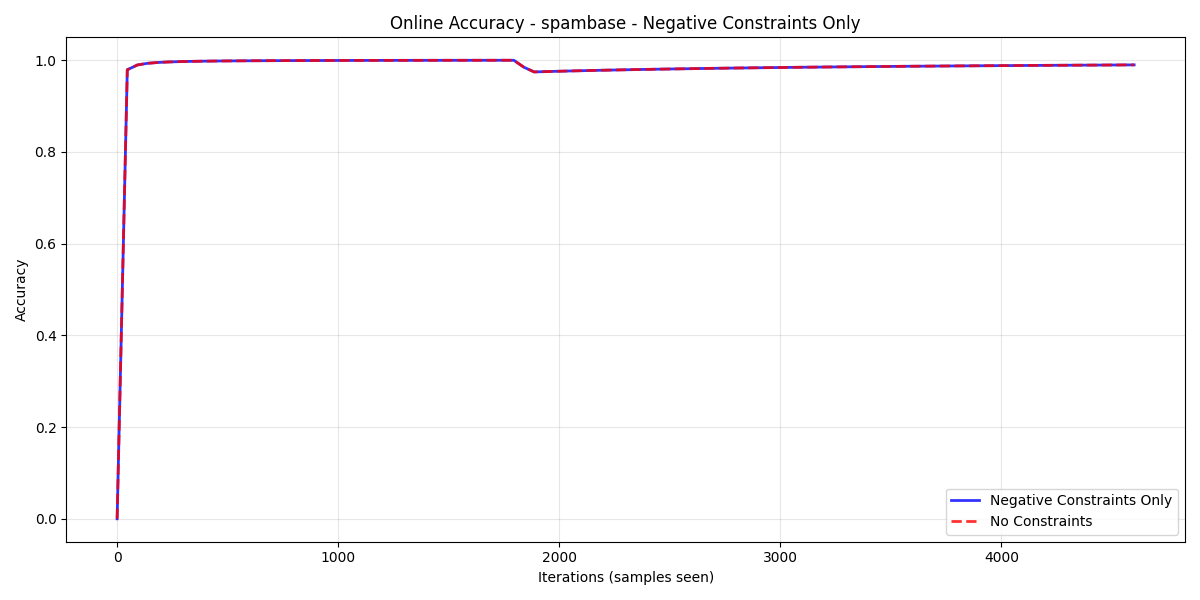 Online Accuracy - spambase - Negative Constraints Only
1.0
0.8
0.6
0.4
0.2
0.0
Accuracy
0 1000 2000 3000 4000
Iterations (samples seen)
Negative Constraints Only
No Constraints